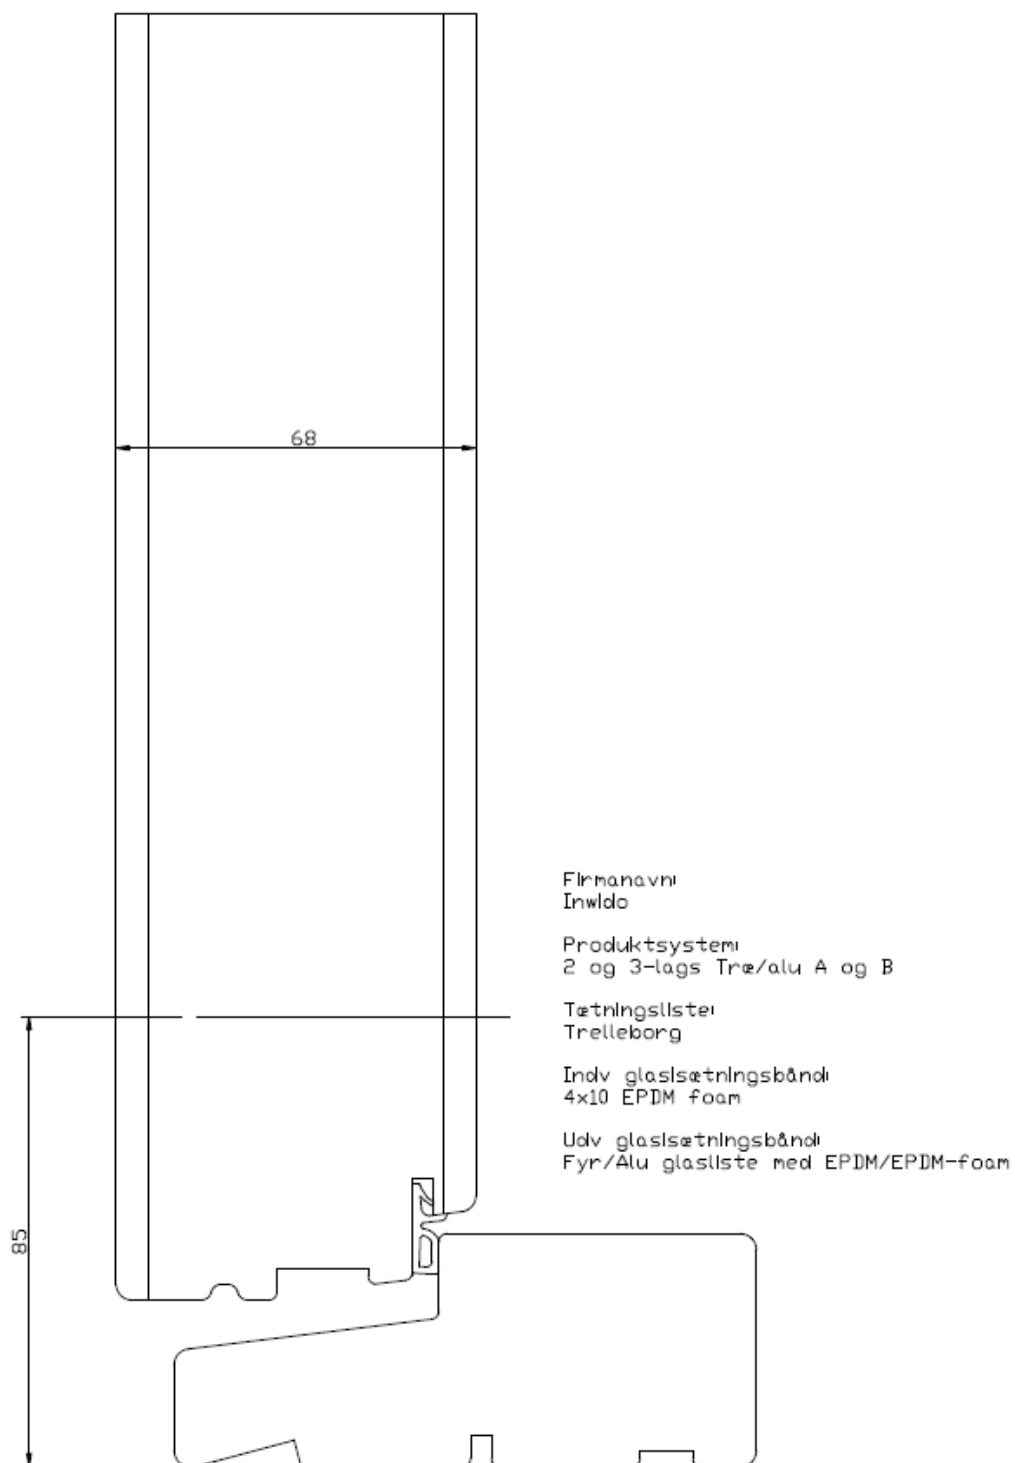 68
Firmanavn:
Inwido
Produktsystem:
2 og 3-lags Træ/alu A og B
Tætningslister:
Trelleborg
Indv glasisætningsbånd:
4x10 EPDM foam
Udv glasisætningsbånd:
Fyr/Alu glasliste med EPDM/EPDM-foam
85